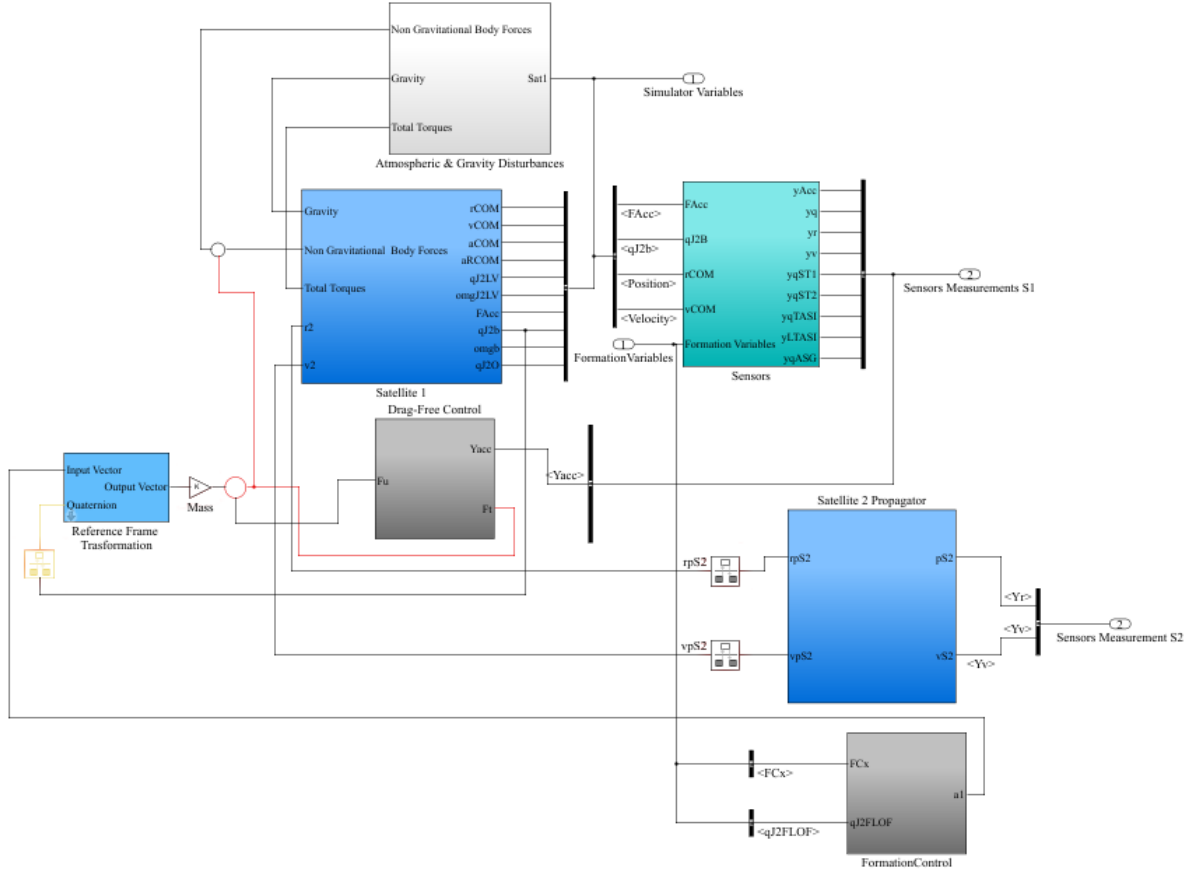 Non Gravitational Body Forces
Gravity
Sat1
Total Torques
Atmospheric & Gravity Disturbances
1
Simulator Variables
Gravity
Non Gravitational Body Forces
Total Torques
r2
v2
rCOM
vCOM
aCOM
aRCOM
qJ2LV
omgJ2LV
FAcc
qJ2b
omgb
qJ2O
Satellite 1
<FAcc>
<qJ2b>
<Position>
<Velocity>
1
FormationVariables
FAcc
qJ2B
rCOM
vCOM
Formation Variables
yAcc
yq
yr
yv
yqST1
yqST2
yqTASI
yLTASI
yqASG
Sensors
2
Sensors Measurements S1
Drag-Free Control
Yacc
Fu
Ft
<Yacc>
Input Vector
Output Vector
Quaternion
Reference Frame
Trasformation
K
Mass
Satellite 2 Propagator
rpS2
vpS2
rpS2
vpS2
pS2
vS2
<Yr>
<Yv>
<Yv>
2
Sensors Measurement S2
<FCx>
<qJ2FLOF>
FCx
qJ2FLOF
a1
FormationControl